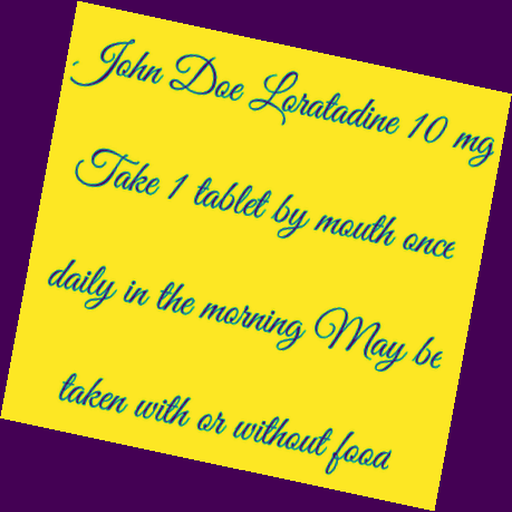 John Doe Loratadine 10 mg
Take 1 tablet by mouth once
daily in the morning May be
taken with or without food